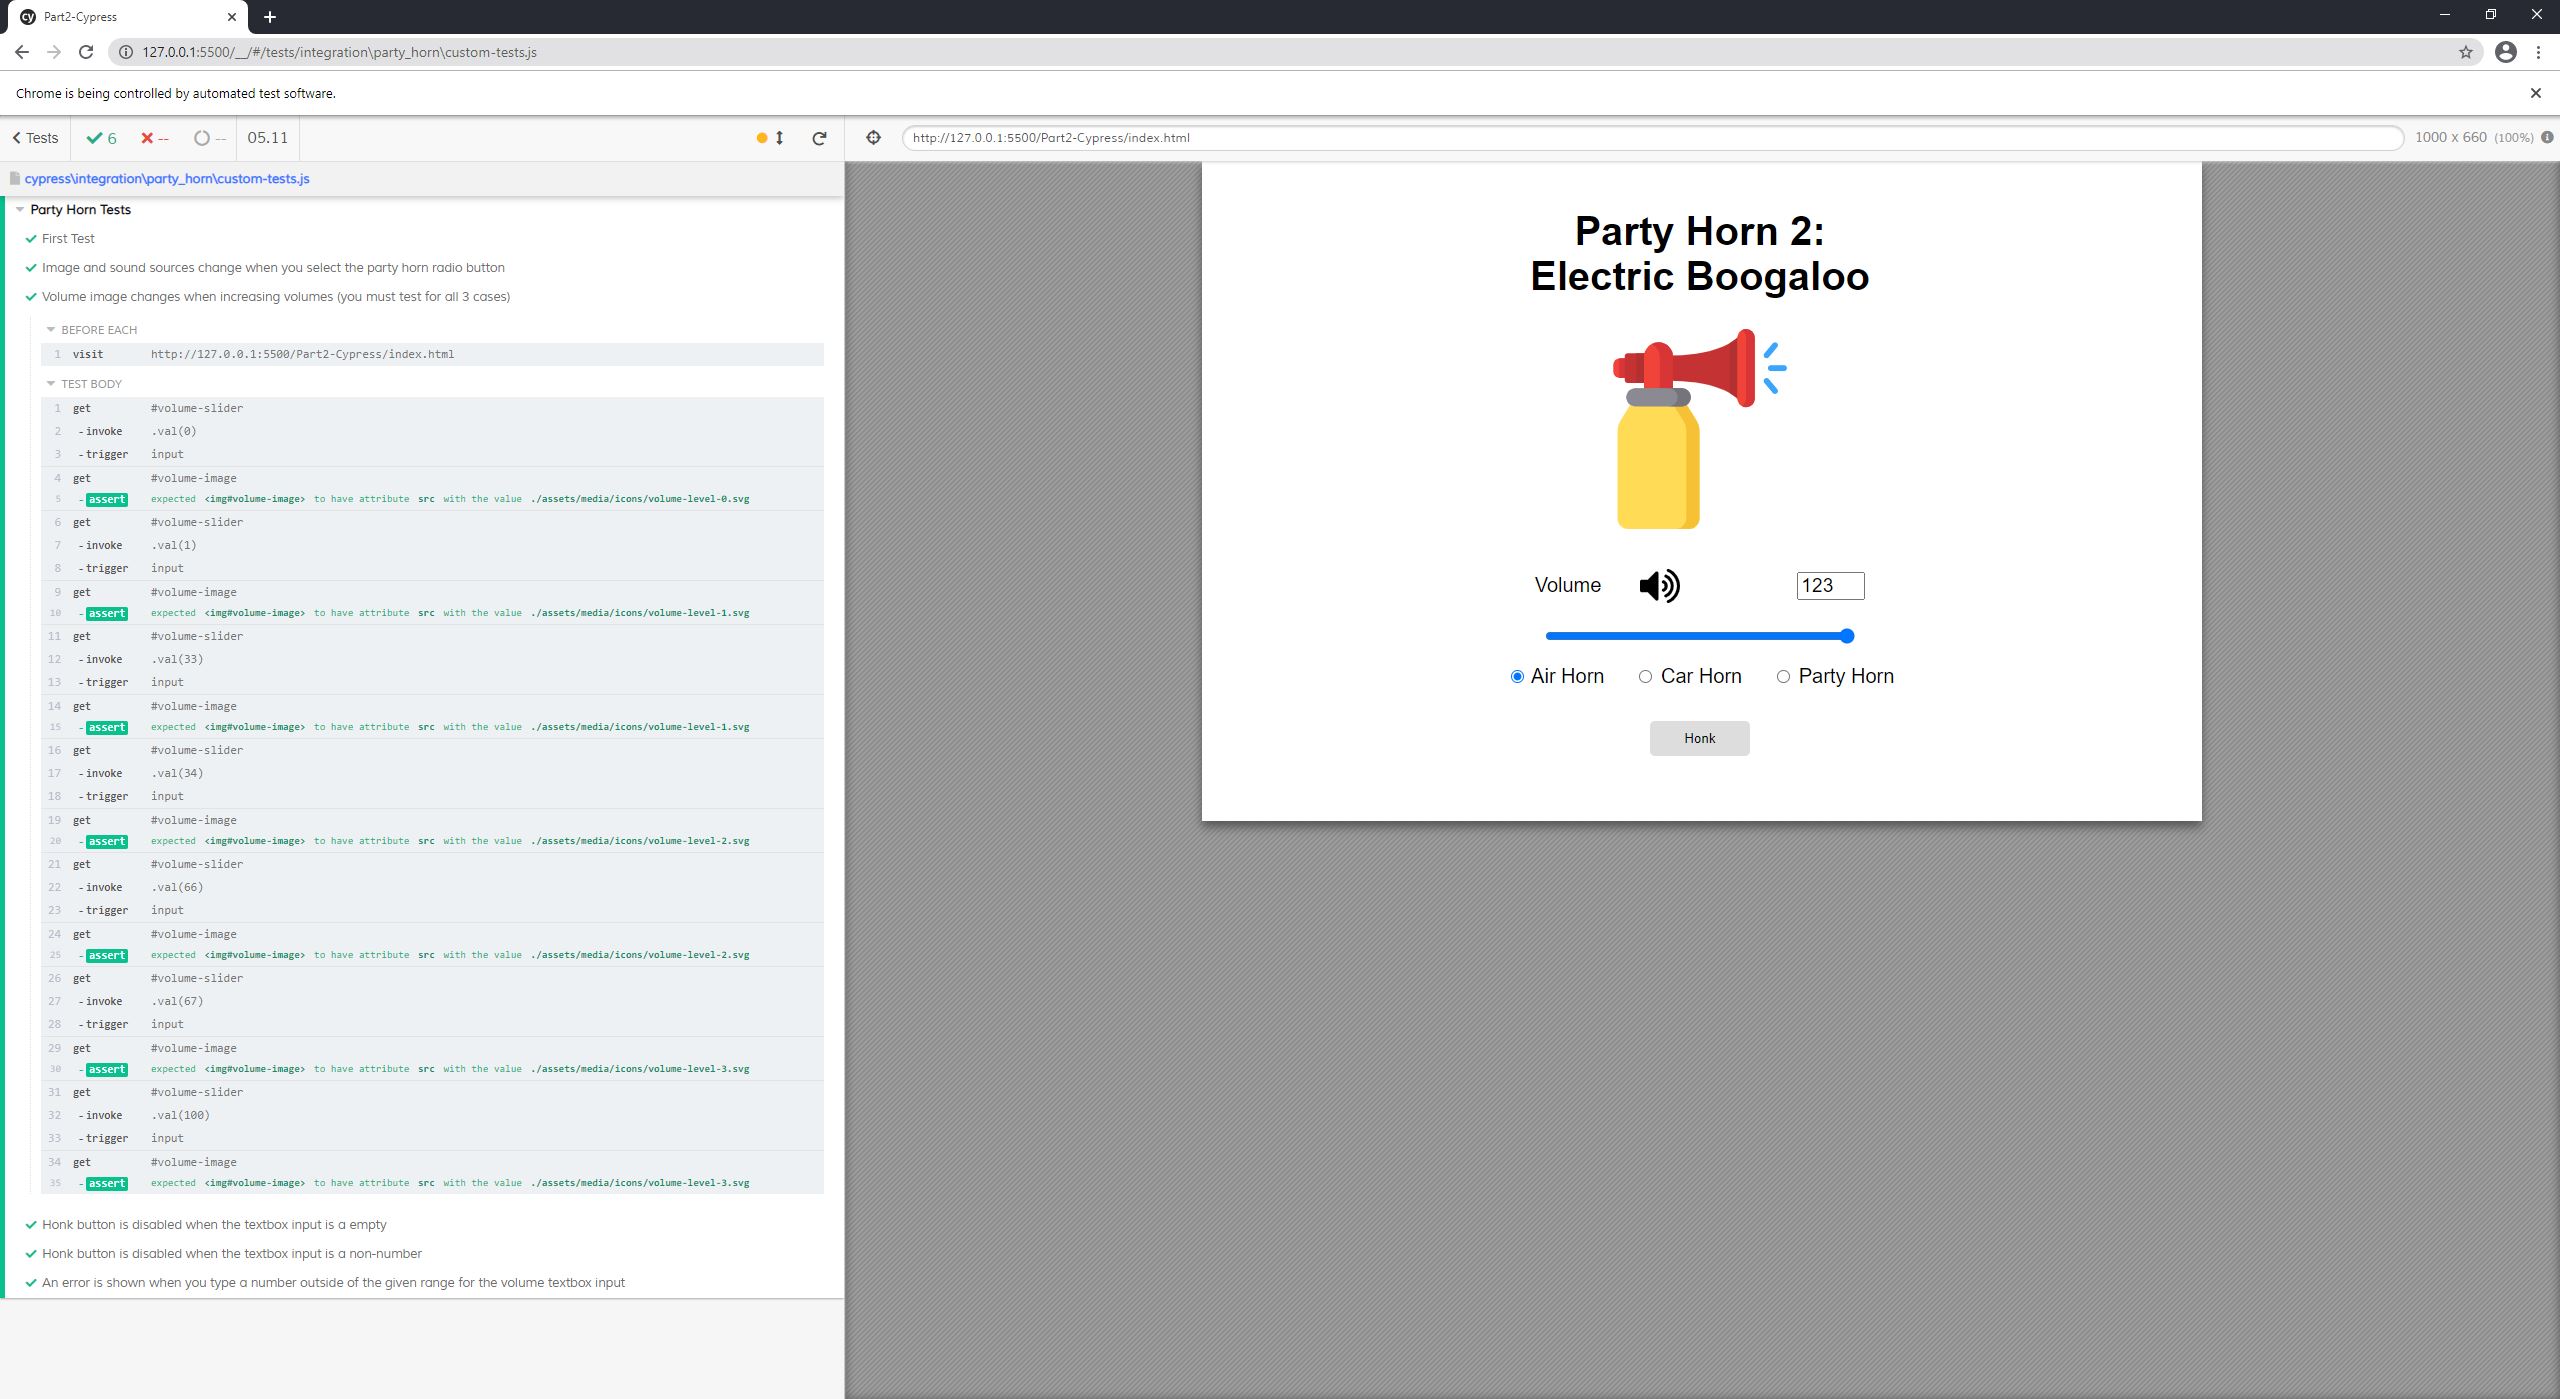 Part2-Cypress
127.0.0.1:5500/__/#/tests/integration\party_horn\custom-tests.js
Chrome is being controlled by automated test software.
Tests 6 -- -- 05.11
cypress\integration\party_horn\custom-tests.js
Party Horn Tests
First Test
Image and sound sources change when you select the party horn radio button
Volume image changes when increasing volumes (you must test for all 3 cases)
BEFORE EACH
1 visit http://127.0.0.1:5500/Part2-Cypress/index.html
TEST BODY
1 get #volume-slider
2 -invoke .val(0)
3 -trigger input
4 get #volume-image
5 -assert expected <img#volume-image> to have attribute src with the value ./assets/media/icons/volume-level-0.svg
6 get #volume-slider
7 -invoke .val(1)
8 -trigger input
9 get #volume-image
10 -assert expected <img#volume-image> to have attribute src with the value ./assets/media/icons/volume-level-1.svg
11 get #volume-slider
12 -invoke .val(33)
13 -trigger input
14 get #volume-image
15 -assert expected <img#volume-image> to have attribute src with the value ./assets/media/icons/volume-level-1.svg
16 get #volume-slider
17 -invoke .val(34)
18 -trigger input
19 get #volume-image
20 -assert expected <img#volume-image> to have attribute src with the value ./assets/media/icons/volume-level-2.svg
21 get #volume-slider
22 -invoke .val(66)
23 -trigger input
24 get #volume-image
25 -assert expected <img#volume-image> to have attribute src with the value ./assets/media/icons/volume-level-2.svg
26 get #volume-slider
27 -invoke .val(67)
28 -trigger input
29 get #volume-image
30 -assert expected <img#volume-image> to have attribute src with the value ./assets/media/icons/volume-level-3.svg
31 get #volume-slider
32 -invoke .val(100)
33 -trigger input
34 get #volume-image
35 -assert expected <img#volume-image> to have attribute src with the value ./assets/media/icons/volume-level-3.svg
Honk button is disabled when the textbox input is a empty
Honk button is disabled when the textbox input is a non-number
An error is shown when you type a number outside of the given range for the volume textbox input
http://127.0.0.1:5500/Part2-Cypress/index.html
1000 x 660 (100%)
Party Horn 2:
Electric Boogaloo
Volume 123
Air Horn Car Horn Party Horn
Honk